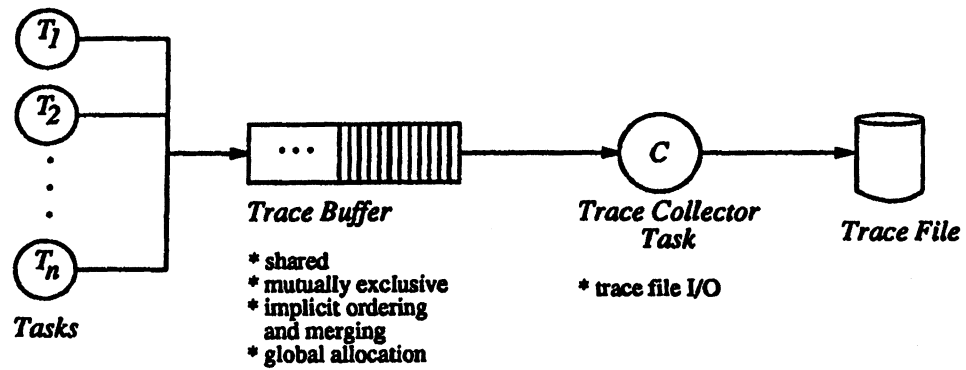 T1
T2
Tn
Tasks
...
Trace Buffer
* shared
* mutually exclusive
* implicit ordering
and merging
* global allocation
C
Trace Collector
Task
* trace file I/O
Trace File